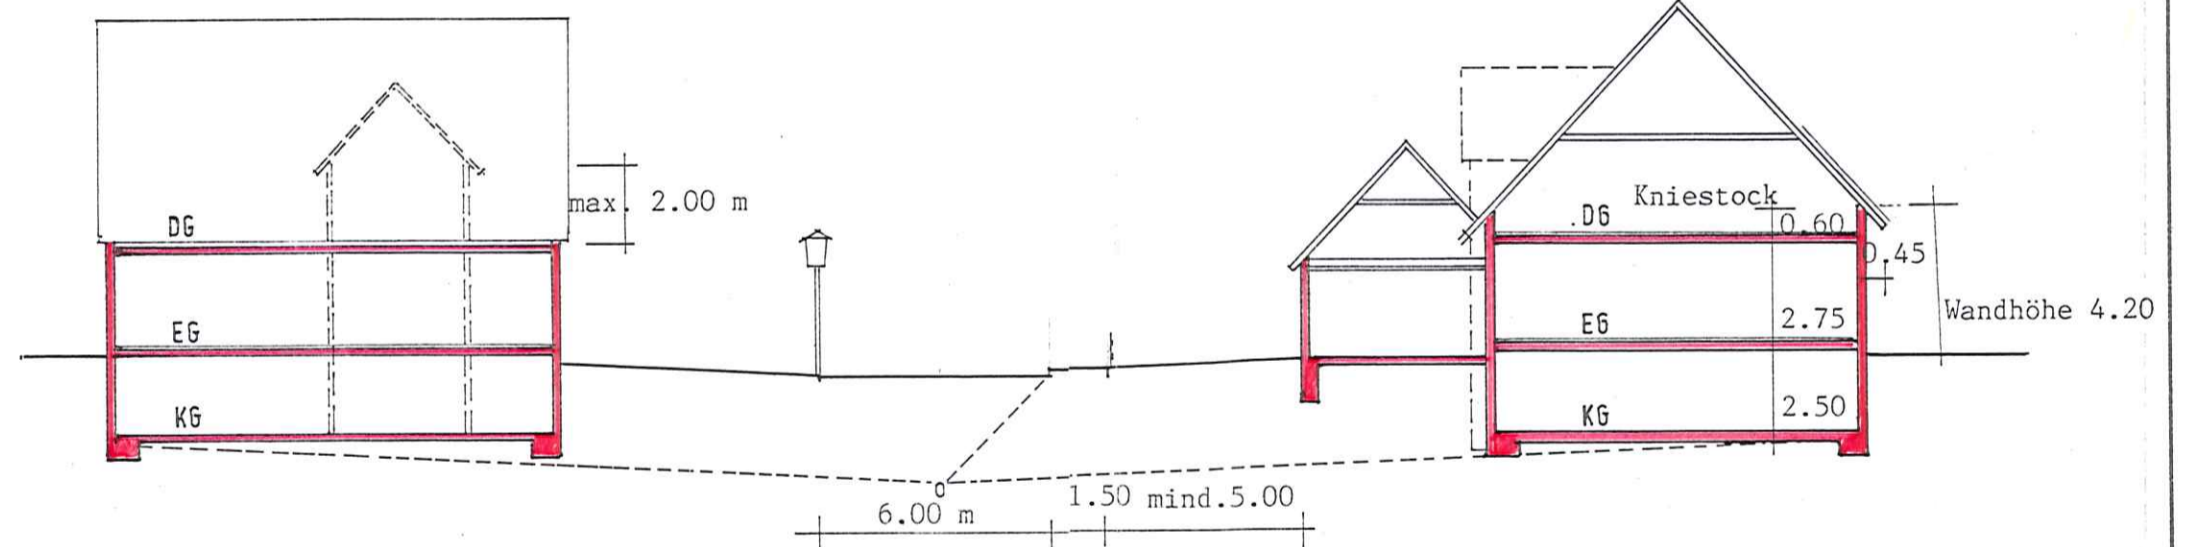 DG
EG
KG
max. 2.00 m
6.00 m
1.50 mind.5.00
Kniestock
.DG
0.60
0.45
EG
2.75
Wandhöhe 4.20
KG
2.50